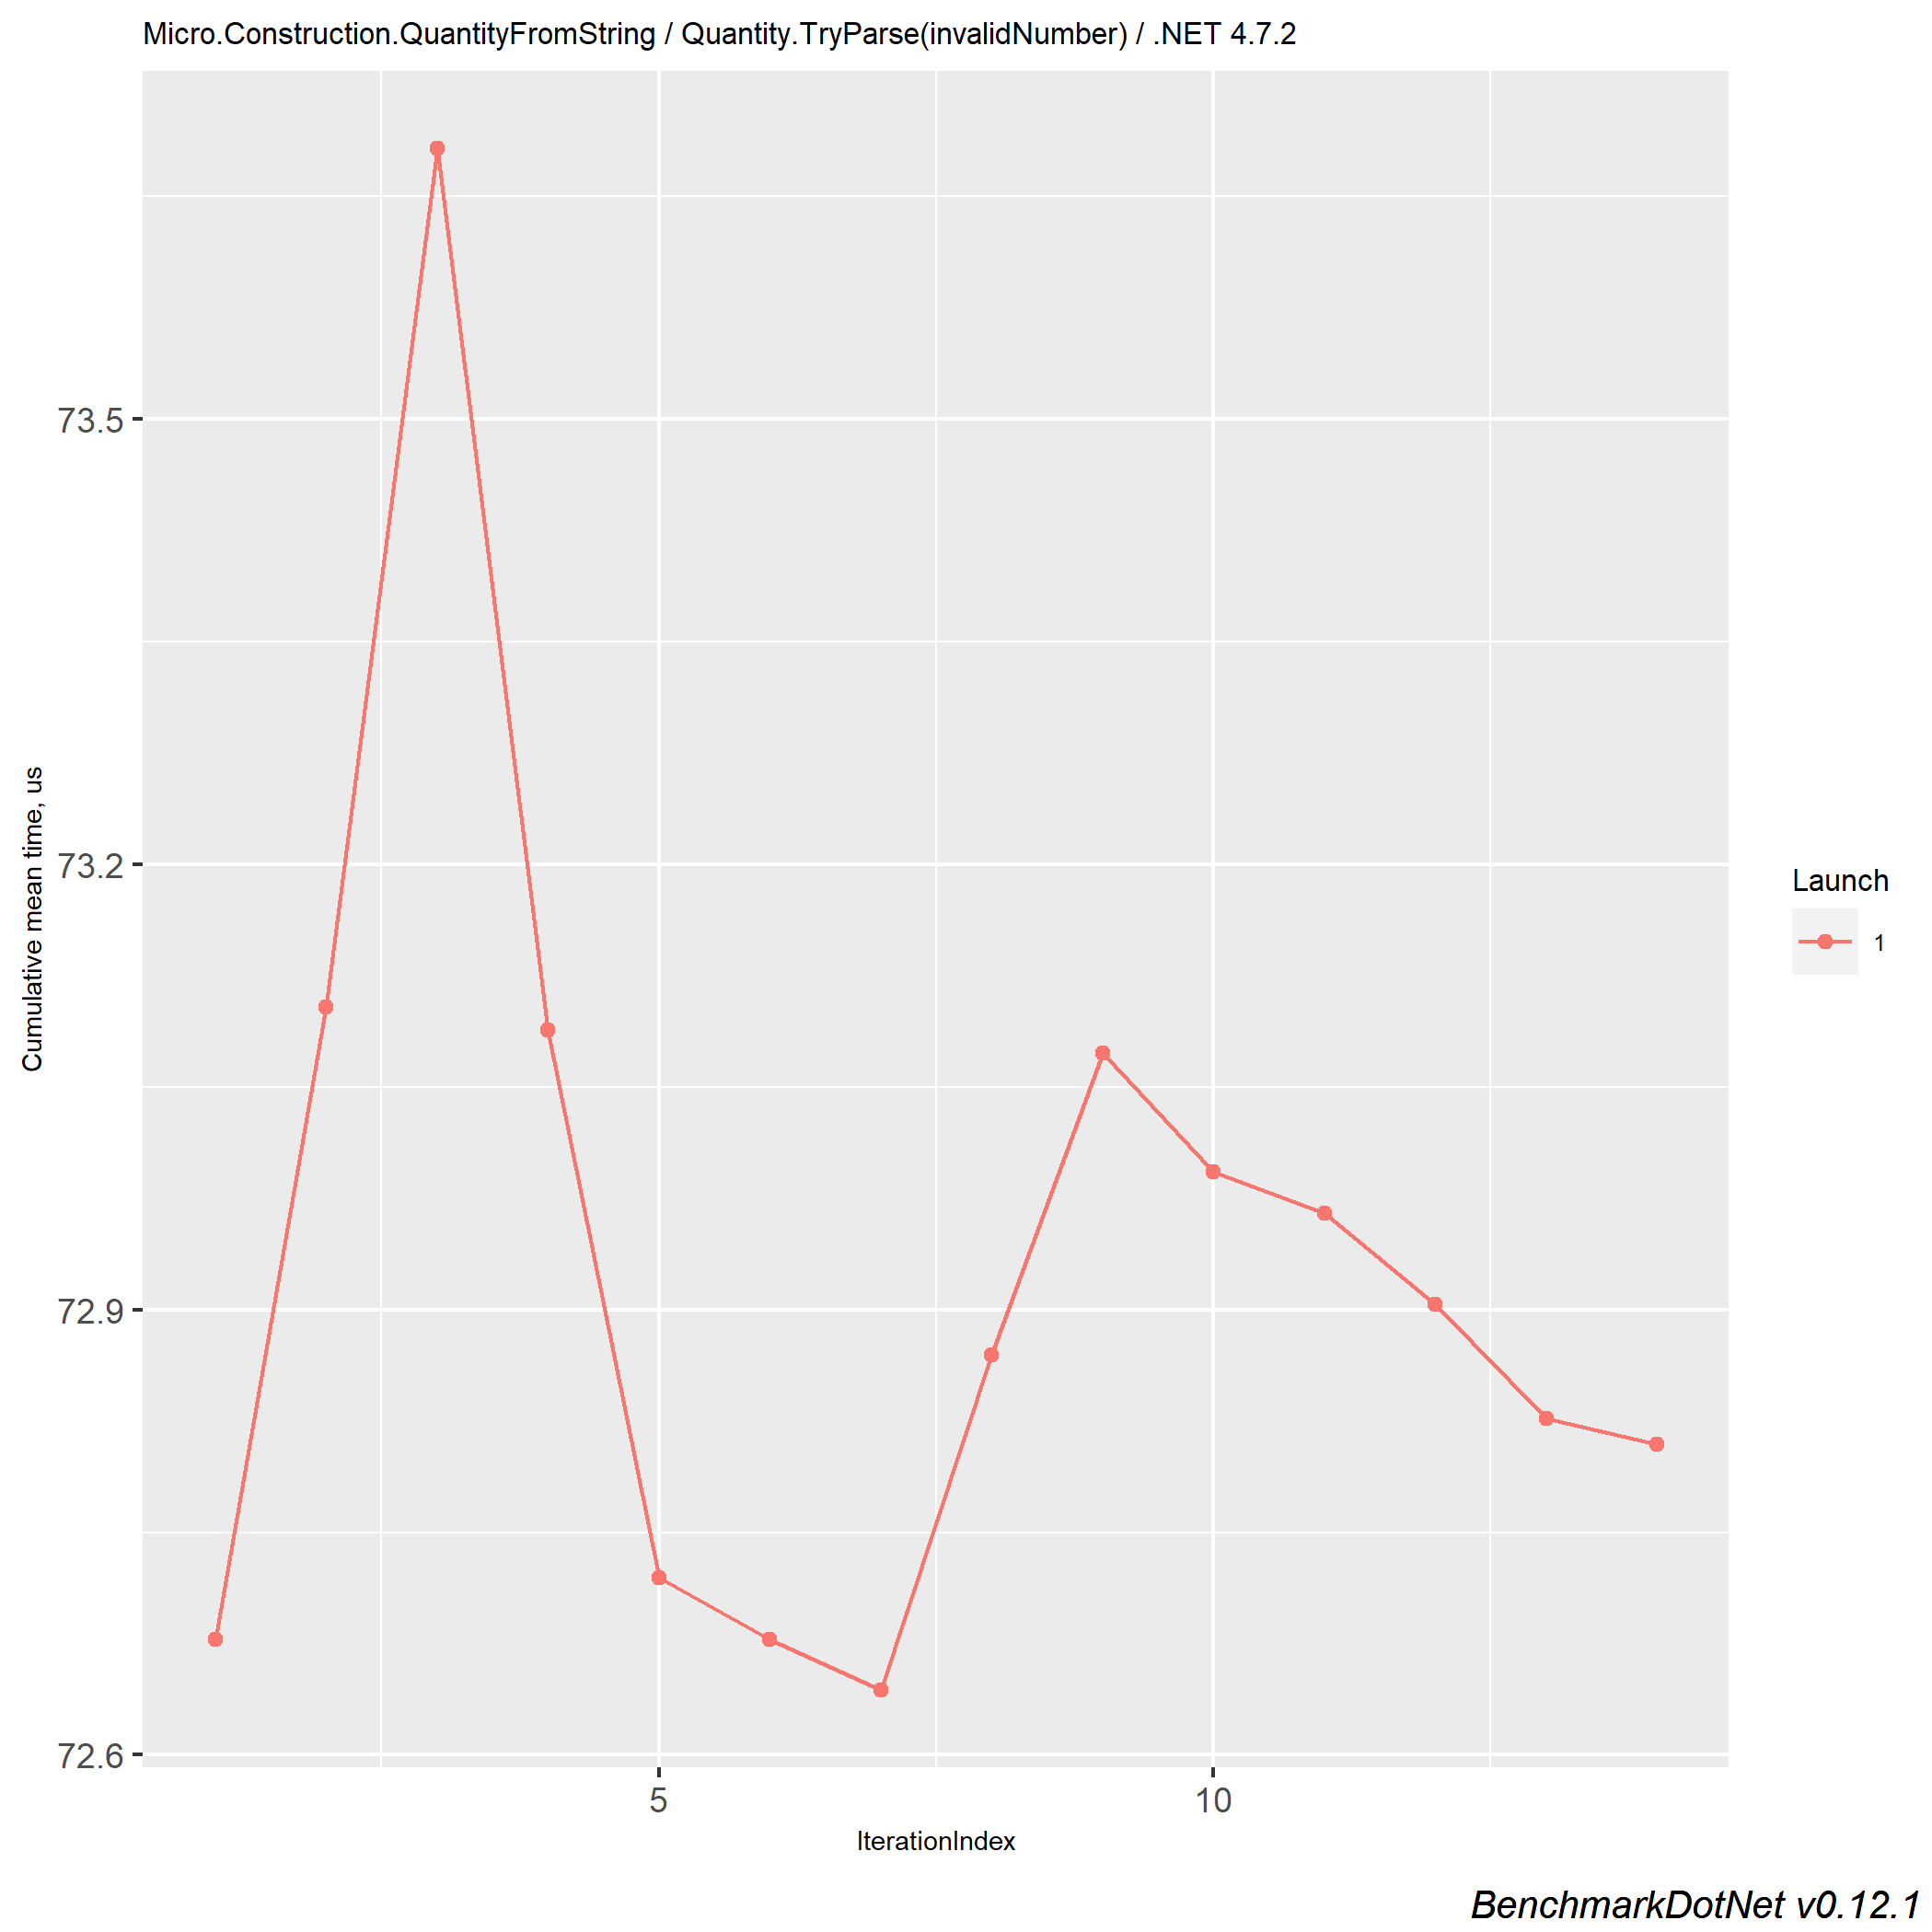 Micro.Construction.QuantityFromString / Quantity.TryParse(invalidNumber) / .NET 4.7.2
73.5
73.2
72.9
72.6
Cumulative mean time, us
5
10
IterationIndex
Launch
1
BenchmarkDotNet v0.12.1